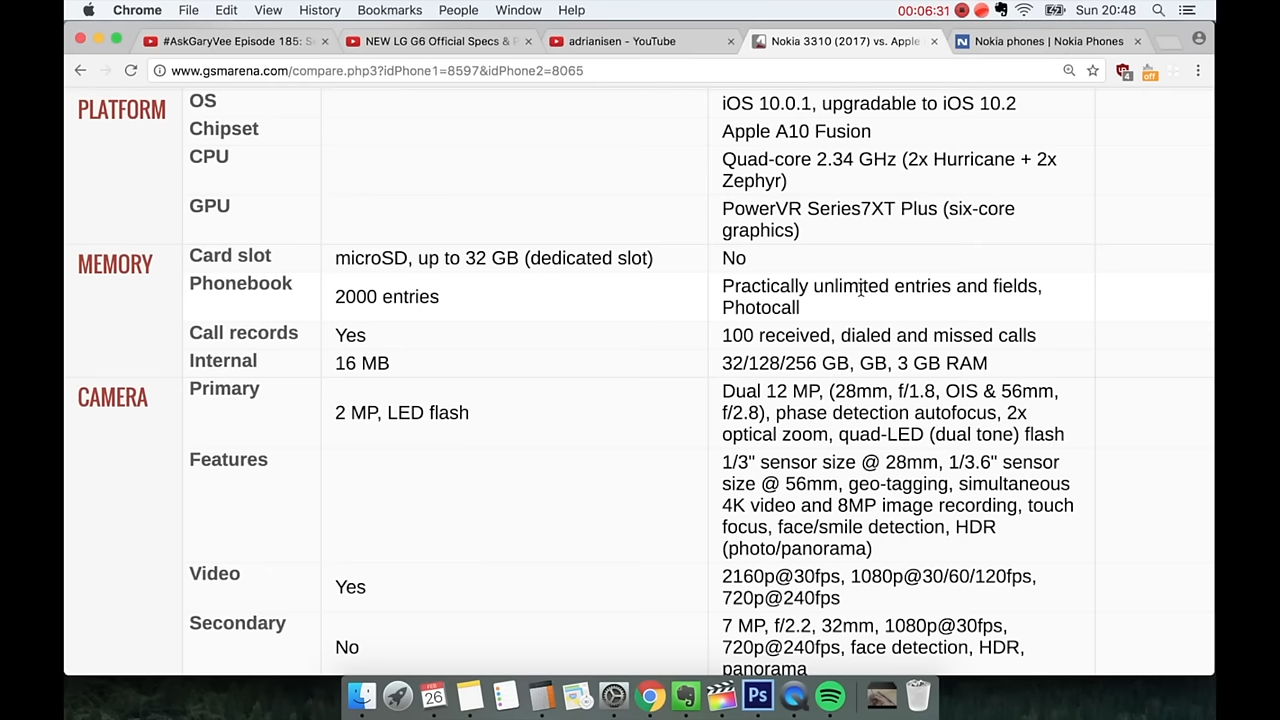 Chrome File Edit View History Bookmarks People Window Help 00:06:31 Sun 20:48
#AskGaryVee Episode 185: S NEW LG G6 Official Specs & P adrianisen - YouTube Nokia 3310 (2017) vs. Apple Nokia phones | Nokia Phones
www.gsmarena.com/compare.php3?idPhone1=8597&idPhone2=8065
4 off
PLATFORM
OS
iOS 10.0.1, upgradable to iOS 10.2
Chipset
Apple A10 Fusion
CPU
Quad-core 2.34 GHz (2x Hurricane + 2x
Zephyr)
GPU
PowerVR Series7XT Plus (six-core
graphics)
MEMORY
Card slot
microSD, up to 32 GB (dedicated slot)
No
Phonebook
2000 entries
Practically unlimited entries and fields,
Photocall
Call records
Yes
100 received, dialed and missed calls
Internal
16 MB
32/128/256 GB, GB, 3 GB RAM
CAMERA
Primary
2 MP, LED flash
Dual 12 MP, (28mm, f/1.8, OIS & 56mm,
f/2.8), phase detection autofocus, 2x
optical zoom, quad-LED (dual tone) flash
Features
1/3" sensor size @ 28mm, 1/3.6" sensor
size @ 56mm, geo-tagging, simultaneous
4K video and 8MP image recording, touch
focus, face/smile detection, HDR
(photo/panorama)
Video
Yes
2160p@30fps, 1080p@30/60/120fps,
720p@240fps
Secondary
No
7 MP, f/2.2, 32mm, 1080p@30fps,
720p@240fps, face detection, HDR,
panorama
FEB
26
Ps